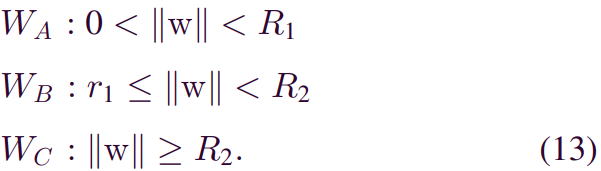 W_A : 0 < ‖w‖ < R_1
W_B : r_1 ≤ ‖w‖ < R_2
W_C : ‖w‖ ≥ R_2. (13)